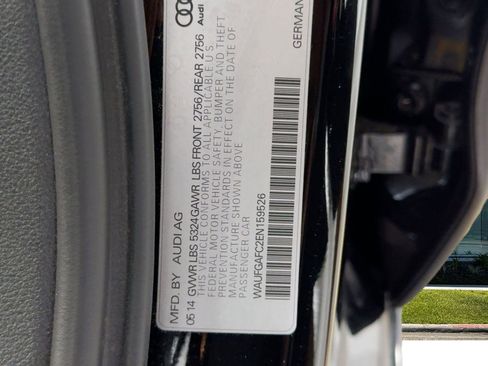 MFD. BY AUDI AG
05 14 GVWR LBS 5324 GAWR LBS FRONT 2756/REAR 2756
THIS VEHICLE CONFORMS TO ALL APPLICABLE U.S.
FEDERAL MOTOR VEHICLE SAFETY, BUMPER AND THEFT
PREVENTION STANDARDS IN EFFECT ON THE DATE OF
MANUFACTURE SHOWN ABOVE
PASSENGER CAR
WAUFGAFC2EN159526
Audi
GERMAN